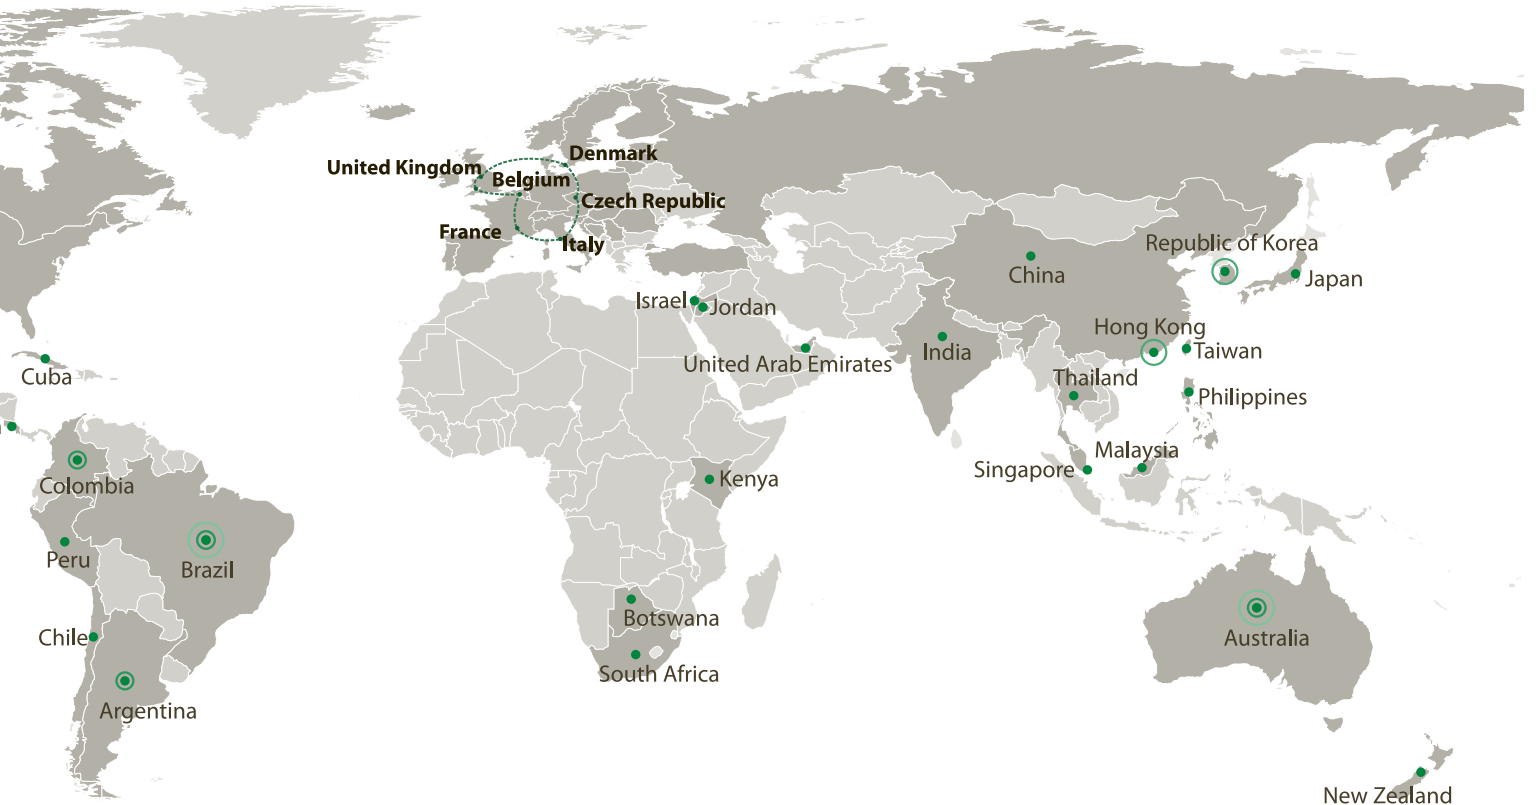 Denmark
United Kingdom
Belgium
Czech Republic
France
Italy
Republic of Korea
China
Japan
Israel
Jordan
Hong Kong
India
Taiwan
United Arab Emirates
Cuba
Thailand
Philippines
Malaysia
Singapore
Kenya
Colombia
Peru
Brazil
Botswana
Chile
Australia
South Africa
Argentina
New Zealand